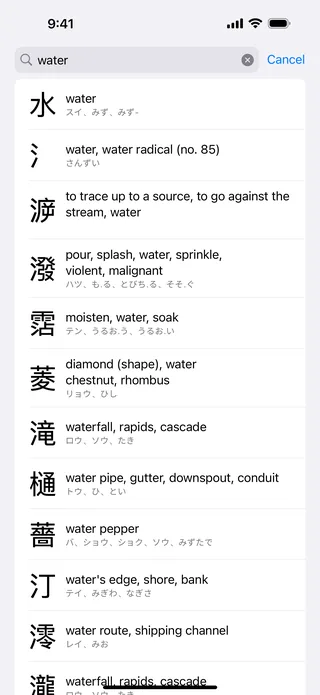 9:41
water
Cancel
水
water
スイ、みず、みず-
氵
water, water radical (no. 85)
さんずい
to trace up to a source, to go against the
stream, water
潑
pour, splash, water, sprinkle,
violent, malignant
ハツ、も.る、とびち.る、そそ.ぐ
霑
moisten, water, soak
テン、うるお.う、うるお.い
菱
diamond (shape), water
chestnut, rhombus
リョウ、ひし
滝
waterfall, rapids, cascade
ロウ、ソウ、たき
樋
water pipe, gutter, downspout, conduit
トウ、ひ、とい
薔
water pepper
バ、ショウ、ショク、ソウ、みずたで
汀
water's edge, shore, bank
テイ、みぎわ、なぎさ
澪
water route, shipping channel
レイ、みお
瀧
waterfall, rapids, cascade
ロウ、ソウ、たき